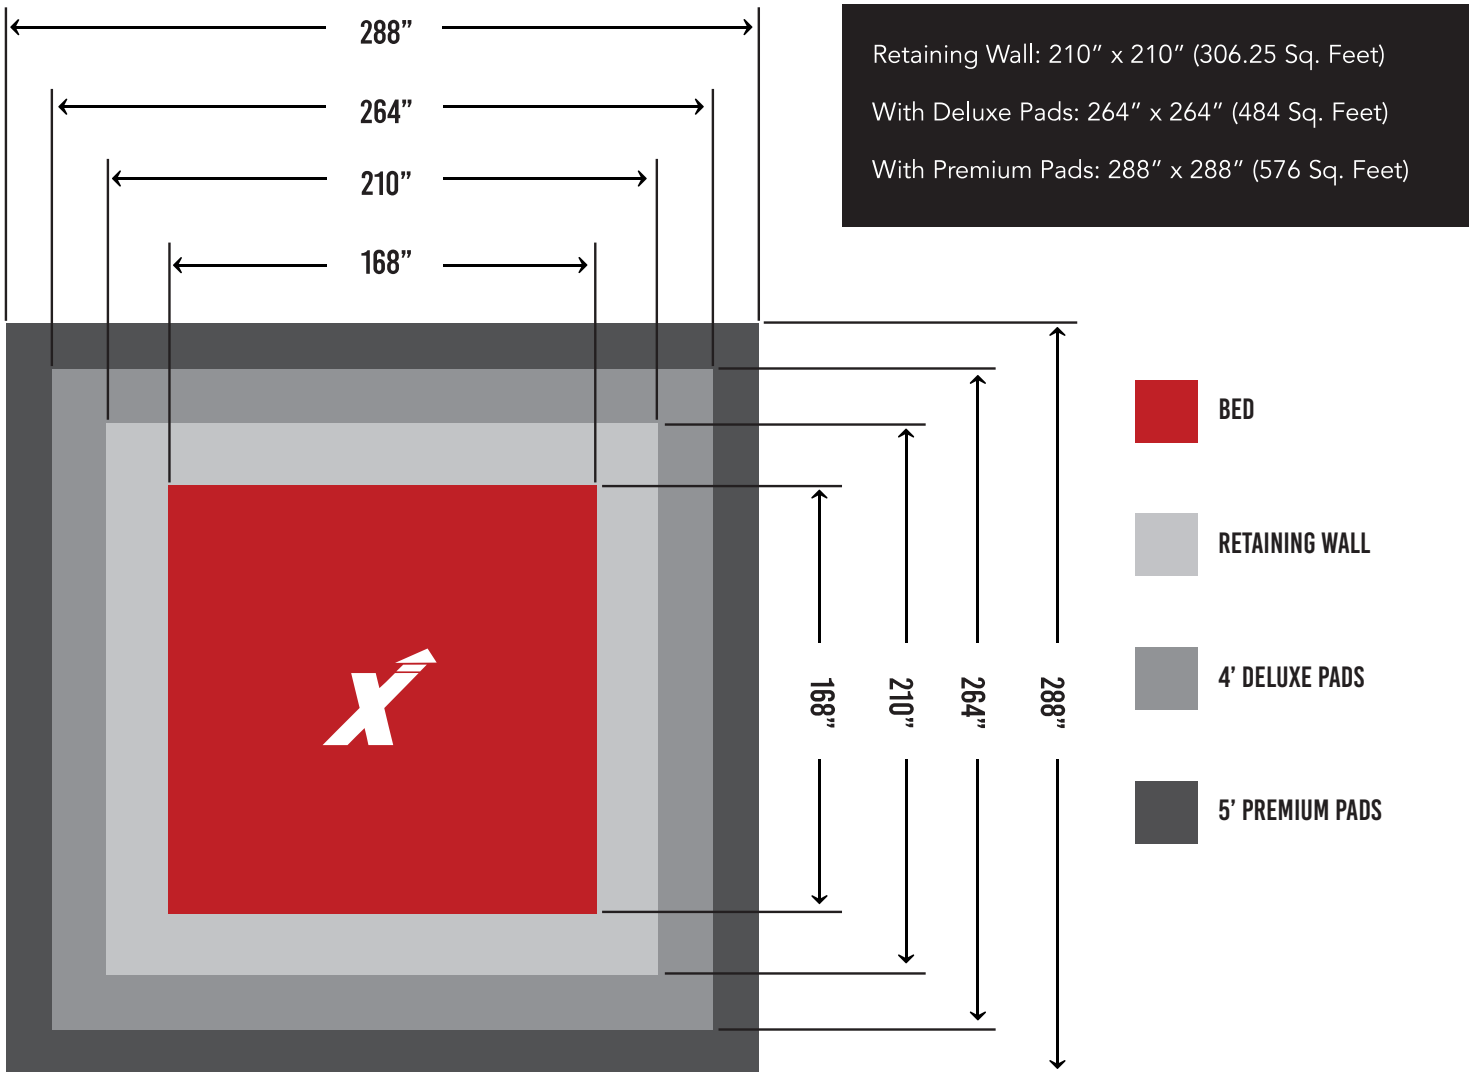 288”
264”
210”
168”
Retaining Wall: 210” x 210” (306.25 Sq. Feet)
With Deluxe Pads: 264” x 264” (484 Sq. Feet)
With Premium Pads: 288” x 288” (576 Sq. Feet)
168”
210”
264”
288”
BED
RETAINING WALL
4’ DELUXE PADS
5’ PREMIUM PADS
X